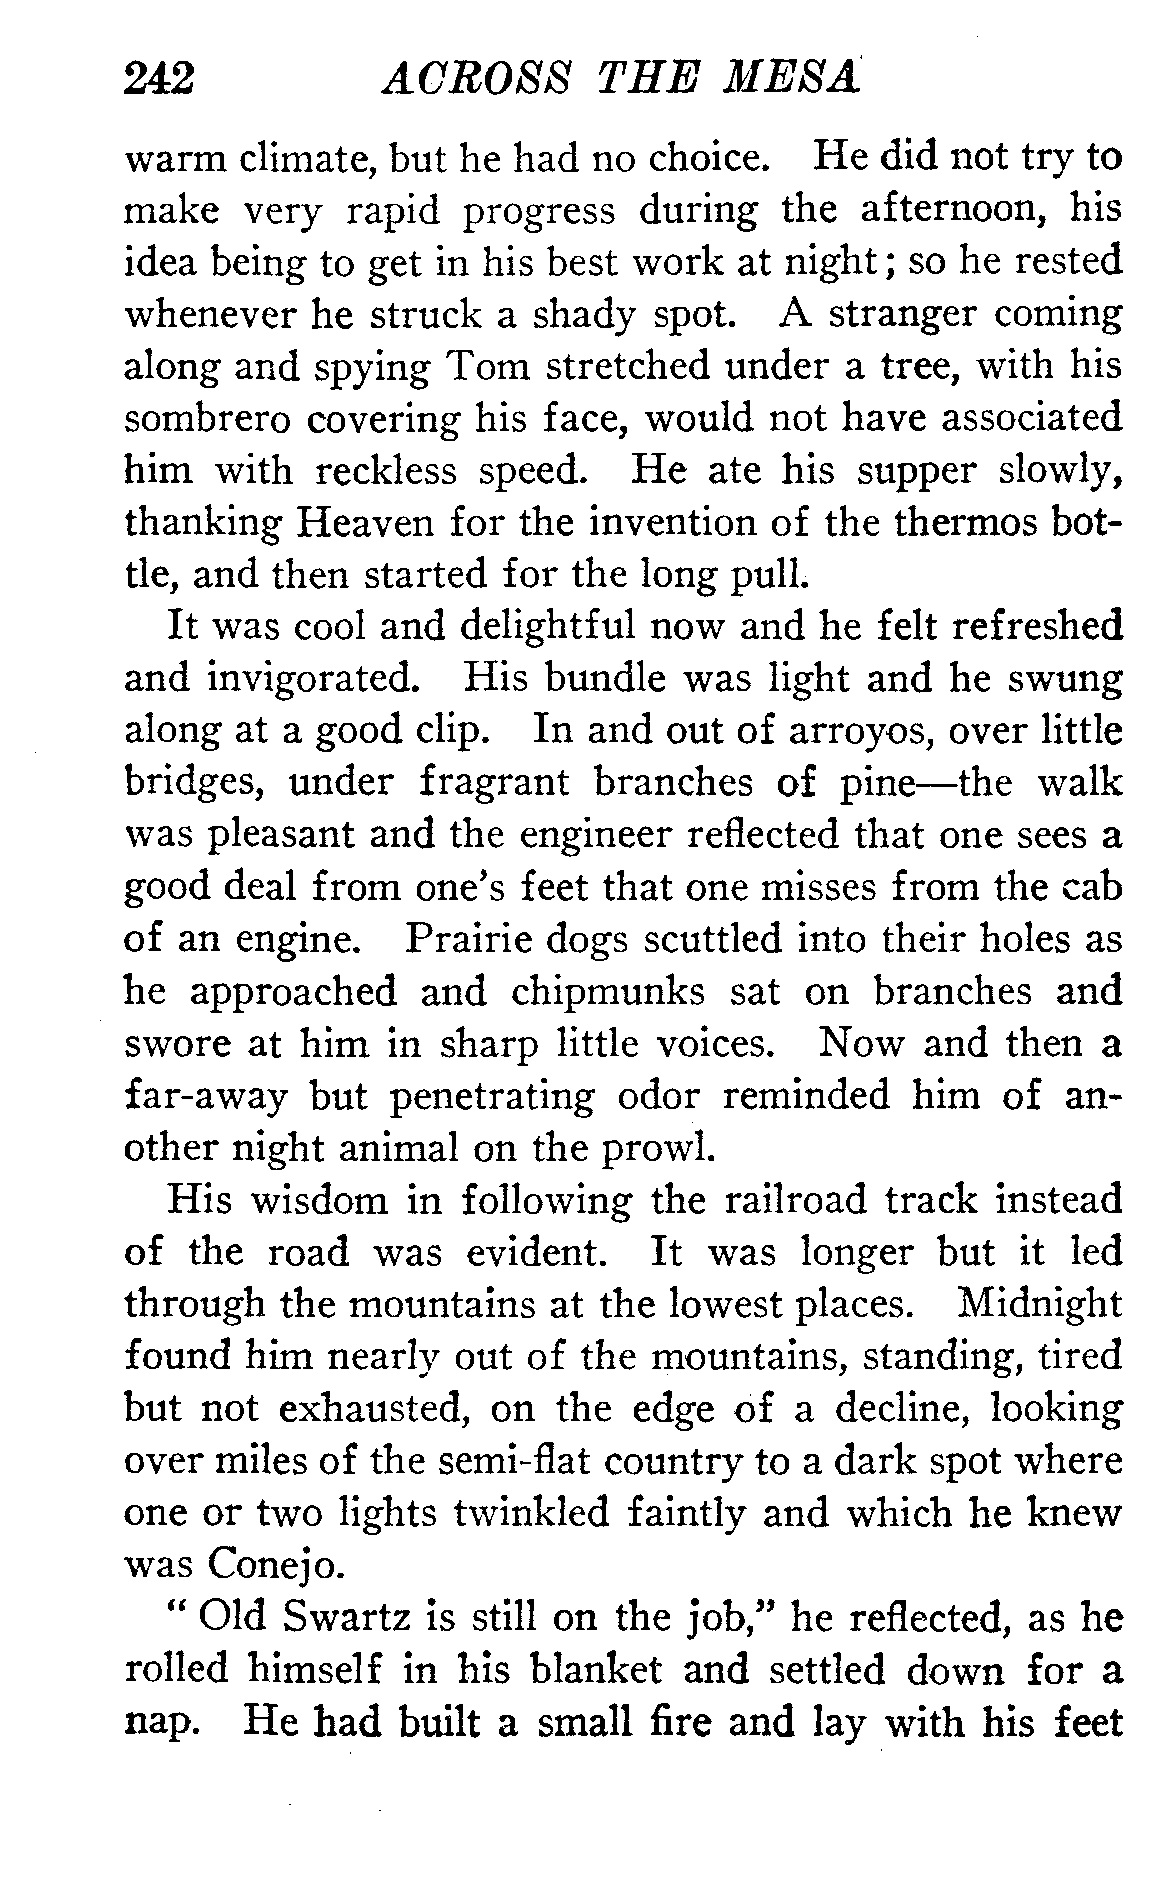 242 ACROSS THE MESA
warm climate, but he had no choice. He did not try to
make very rapid progress during the afternoon, his
idea being to get in his best work at night; so he rested
whenever he struck a shady spot. A stranger coming
along and spying Tom stretched under a tree, with his
sombrero covering his face, would not have associated
him with reckless speed. He ate his supper slowly,
thanking Heaven for the invention of the thermos bot-
tle, and then started for the long pull.
It was cool and delightful now and he felt refreshed
and invigorated. His bundle was light and he swung
along at a good clip. In and out of arroyos, over little
bridges, under fragrant branches of pine—the walk
was pleasant and the engineer reflected that one sees a
good deal from one's feet that one misses from the cab
of an engine. Prairie dogs scuttled into their holes as
he approached and chipmunks sat on branches and
swore at him in sharp little voices. Now and then a
far-away but penetrating odor reminded him of an-
other night animal on the prowl.
His wisdom in following the railroad track instead
of the road was evident. It was longer but it led
through the mountains at the lowest places. Midnight
found him nearly out of the mountains, standing, tired
but not exhausted, on the edge of a decline, looking
over miles of the semi-flat country to a dark spot where
one or two lights twinkled faintly and which he knew
was Conejo.
" Old Swartz is still on the job," he reflected, as he
rolled himself in his blanket and settled down for a
nap. He had built a small fire and lay with his feet